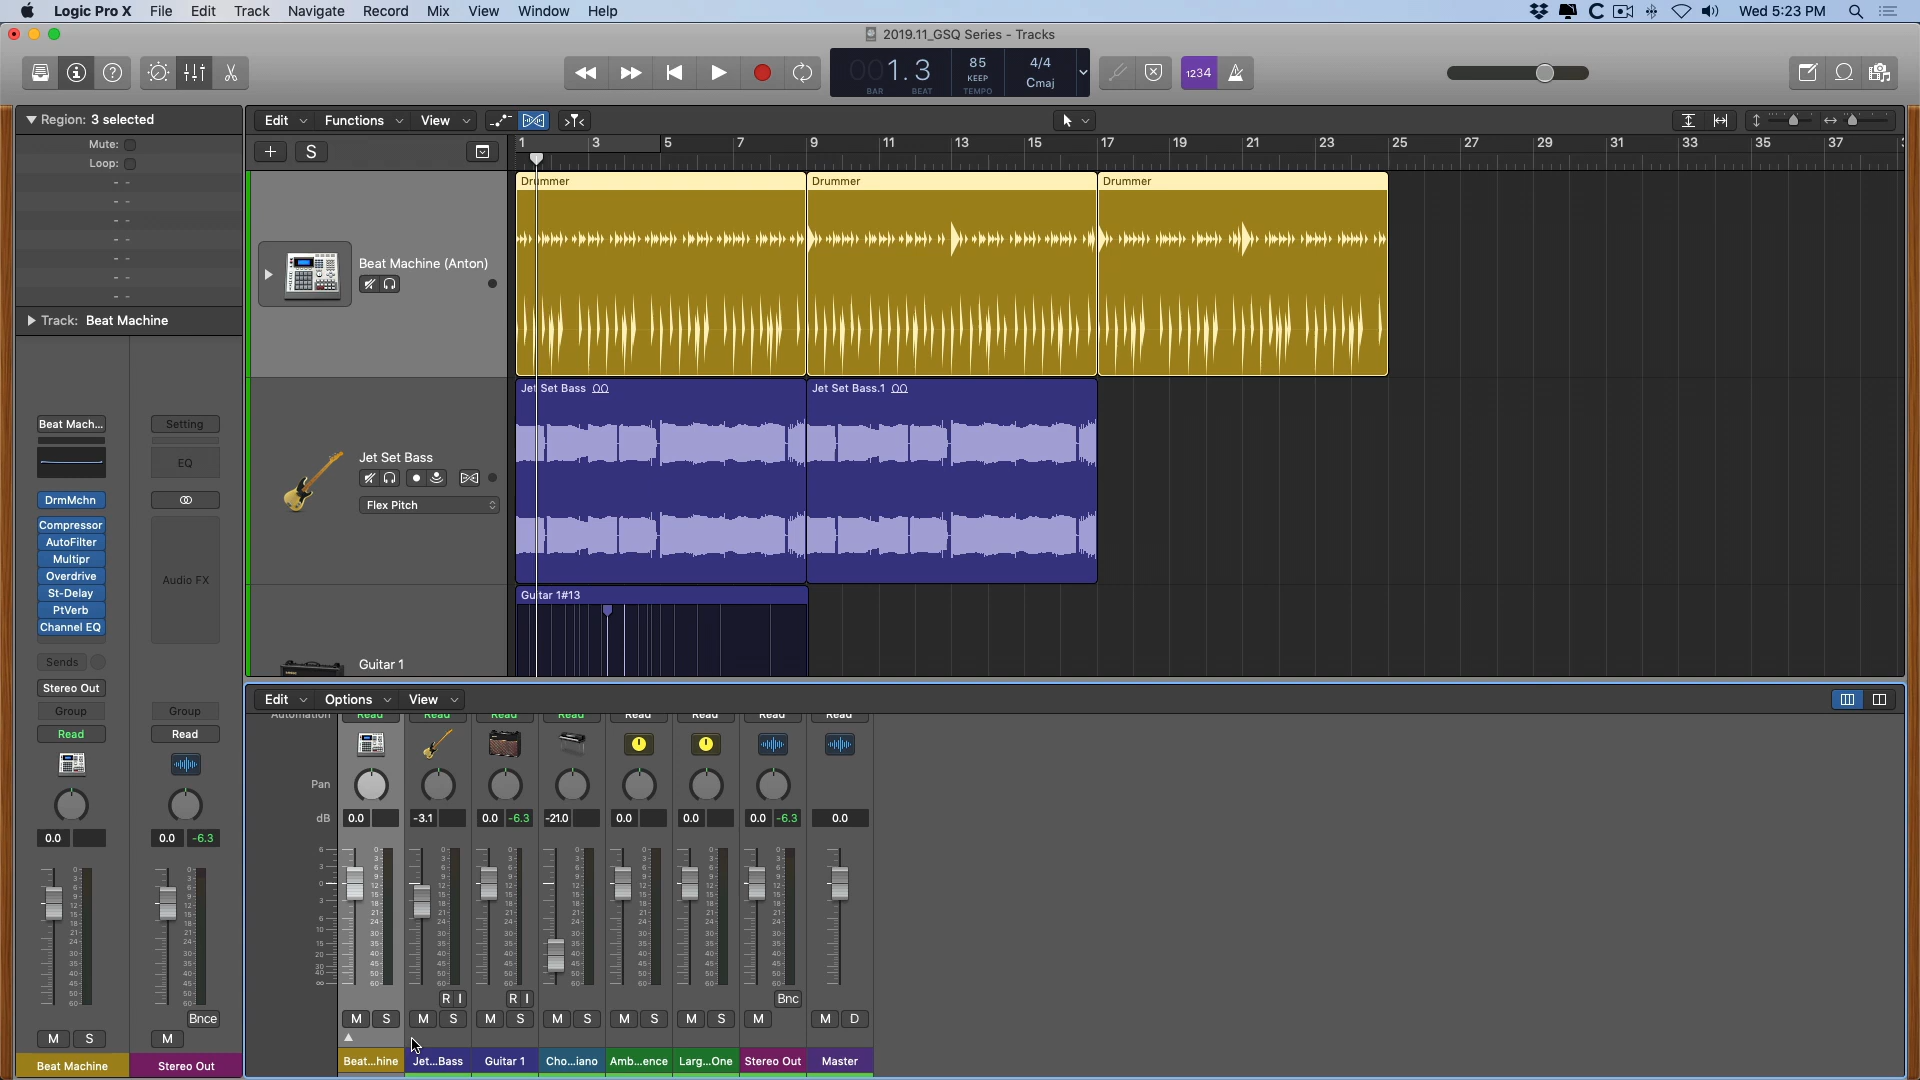 Logic Pro X File Edit Track Navigate Record Mix View Window Help
Wed 5:23 PM
2019.11_GSQ Series - Tracks
001.3 85 4/4
KEEP Cmaj
BAR BEAT TEMPO
1234
Region: 3 selected
Mute:
Loop:
Track: Beat Machine
Edit Functions View
S
1 3 5 7 9 11 13 15 17 19 21 23 25 27 29 31 33 35 37
Drummer Drummer Drummer
Beat Machine (Anton)
Jet Set Bass Jet Set Bass.1
Jet Set Bass
Flex Pitch
Guitar 1#13
Guitar 1
Beat Mach... Setting
EQ
DrmMchn
Compressor
AutoFilter
Multipr
Overdrive
St-Delay
PtVerb
Channel EQ
Audio FX
Sends
Stereo Out
Group Group
Read Read
0.0 0.0 -6.3
Bnce
M S M
Beat Machine Stereo Out
Edit Options View
Automation Read Read Read Read Read Read Read Read
Pan
dB 0.0 -3.1 0.0 -6.3 -21.0 0.0 0.0 0.0 -6.3 0.0
R I R I Bnc
M S M S M S M S M S M S M M D
Beat...hine Jet...Bass Guitar 1 Cho...iano Amb...ence Larg...One Stereo Out Master